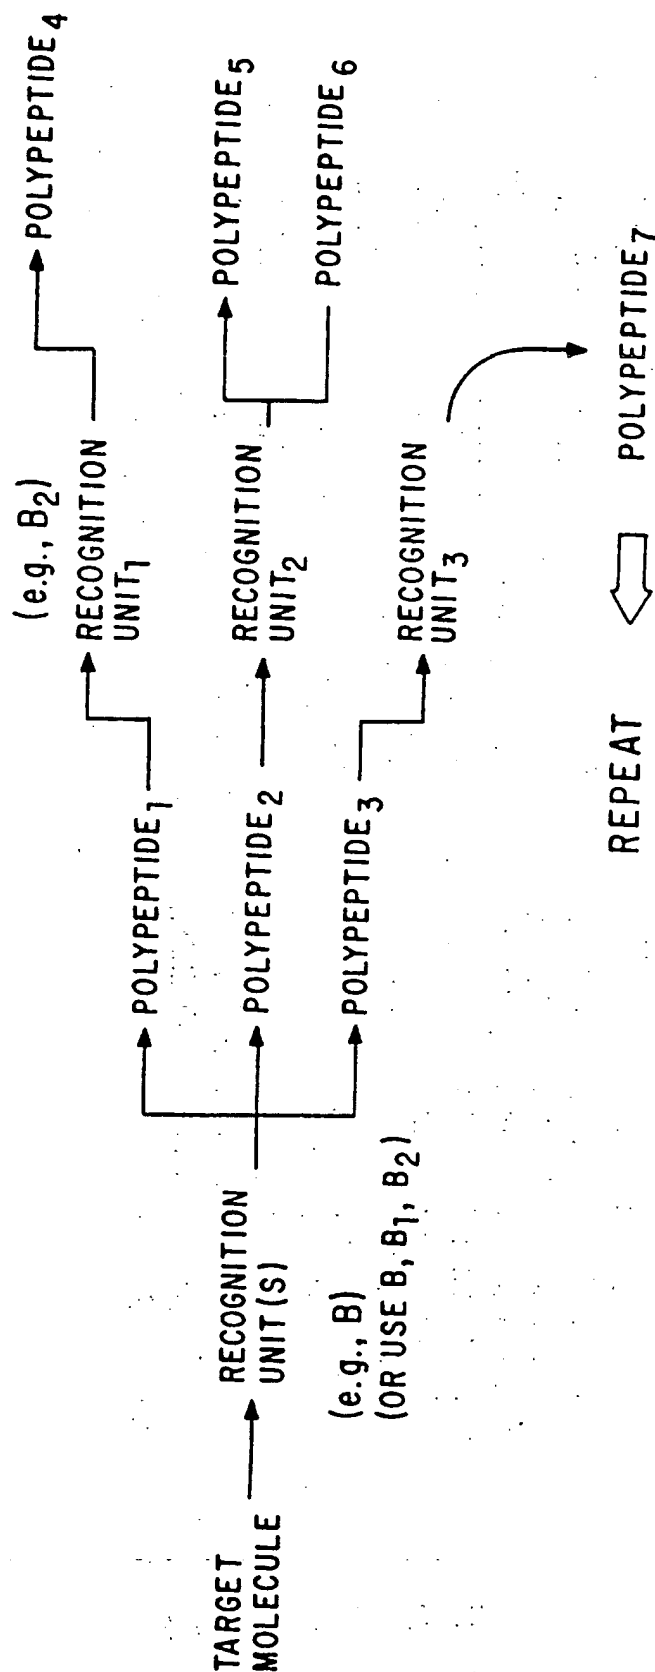 TARGET
MOLECULE
RECOGNITION
UNIT(S)
(e.g., B)
(OR USE B, B₁, B₂)
POLYPEPTIDE₁
POLYPEPTIDE₂
POLYPEPTIDE₃
(e.g., B₂)
RECOGNITION
UNIT₁
RECOGNITION
UNIT₂
RECOGNITION
UNIT₃
POLYPEPTIDE₄
POLYPEPTIDE₅
POLYPEPTIDE₆
POLYPEPTIDE₇
REPEAT